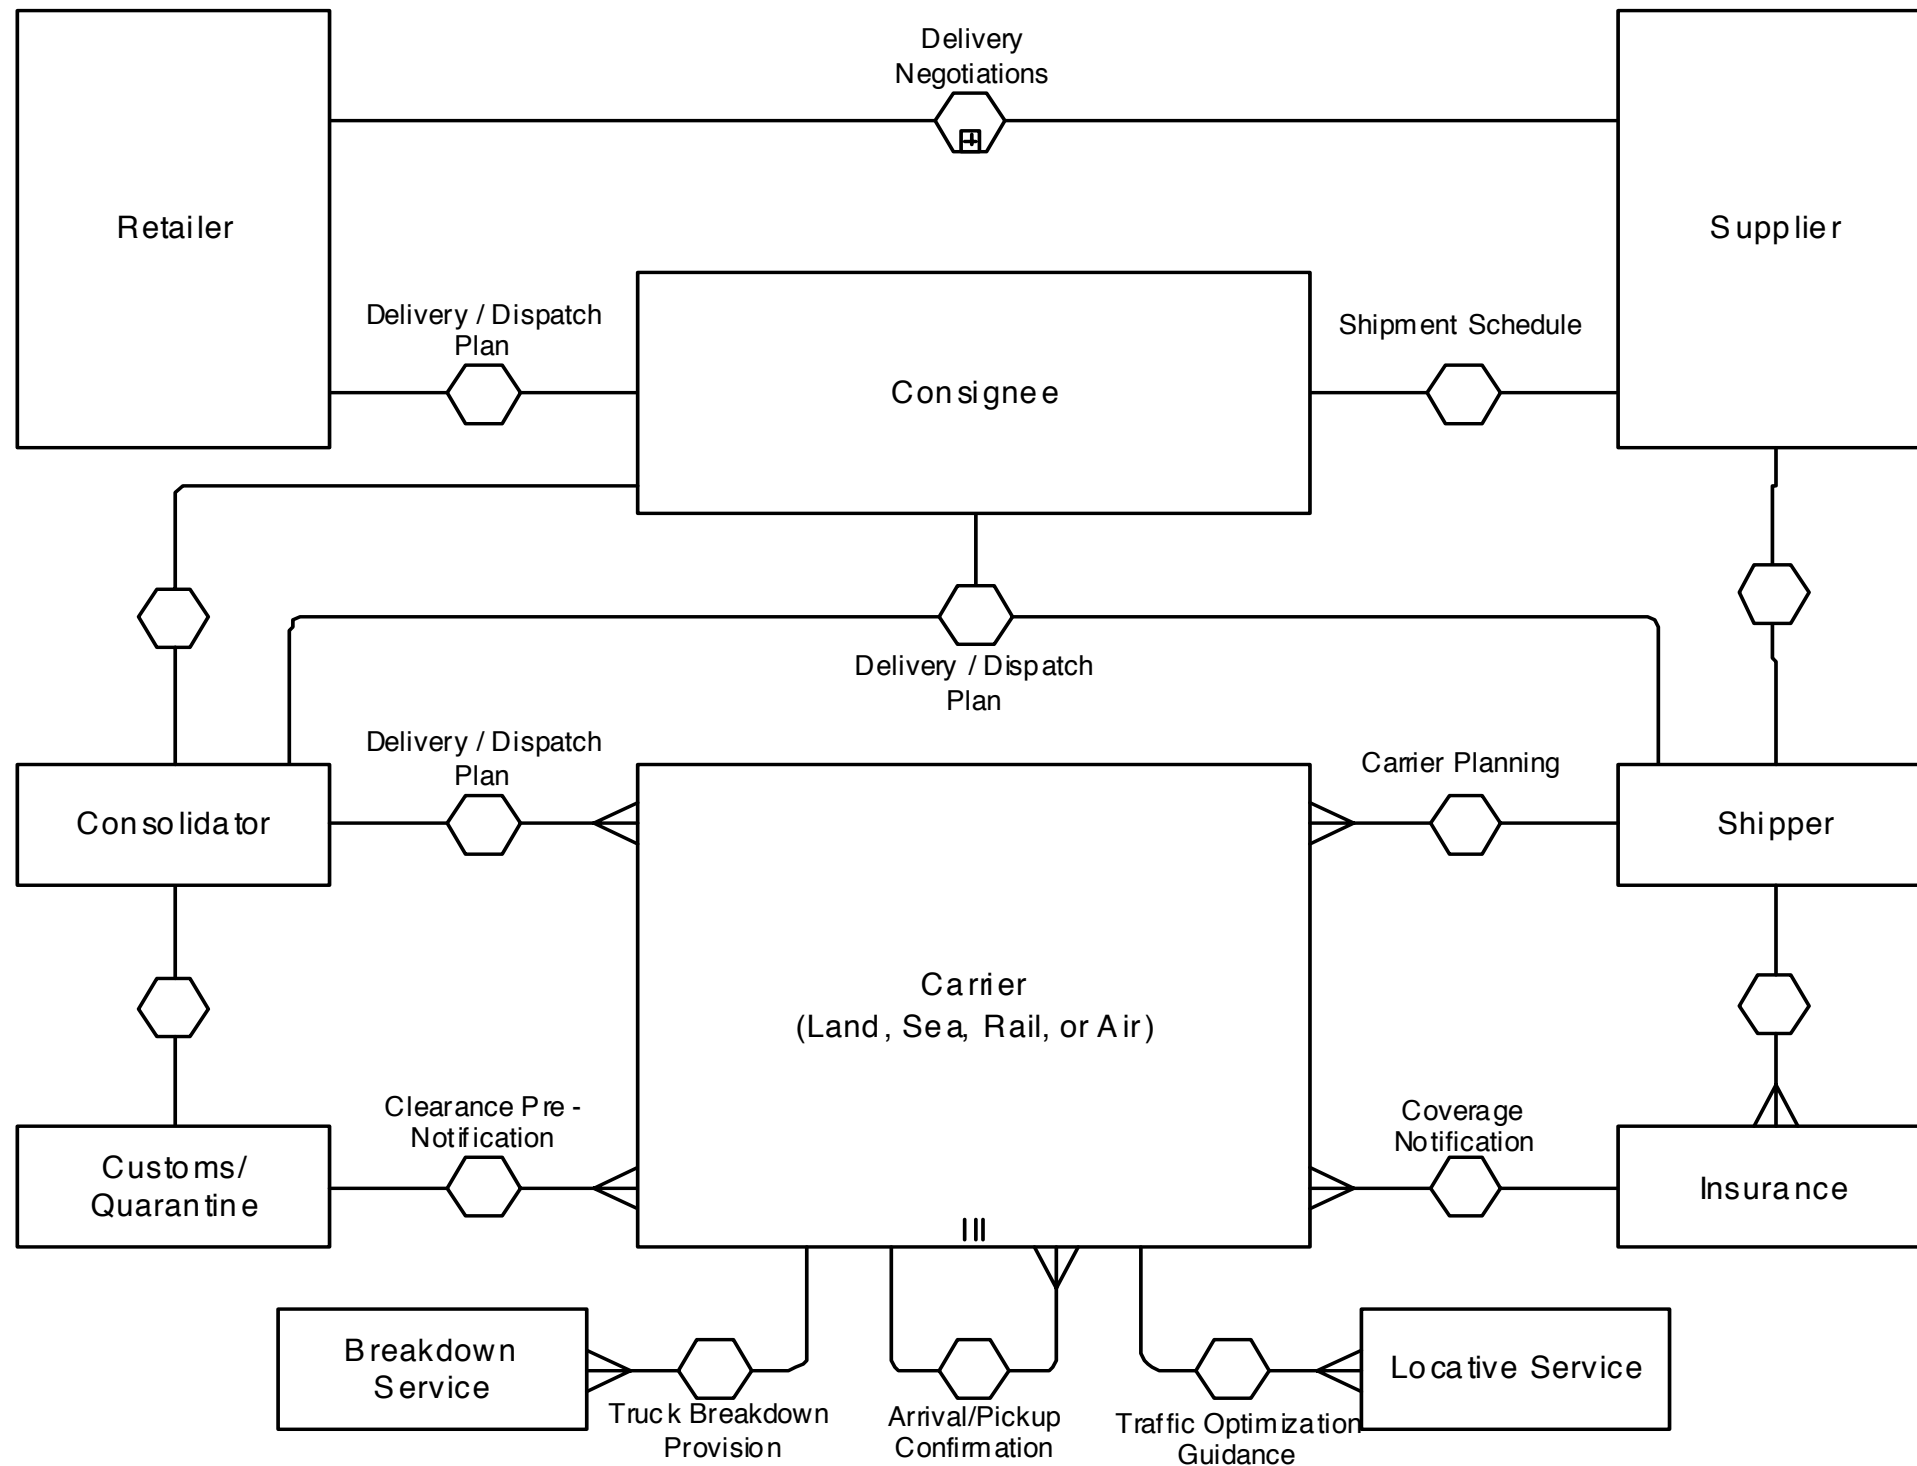 Delivery
Negotiations
Retailer
Supplier
Delivery / Dispatch
Plan
Consignee
Shipment Schedule
Delivery / Dispatch
Plan
Delivery / Dispatch
Plan
Carrier Planning
Consolidator
Shipper
Carrier
(Land, Sea, Rail, or Air)
Clearance Pre -
Notification
Coverage
Notification
Customs/
Quarantine
Insurance
Breakdown
Service
Locative Service
Truck Breakdown
Provision
Arrival/Pickup
Confirmation
Traffic Optimization
Guidance